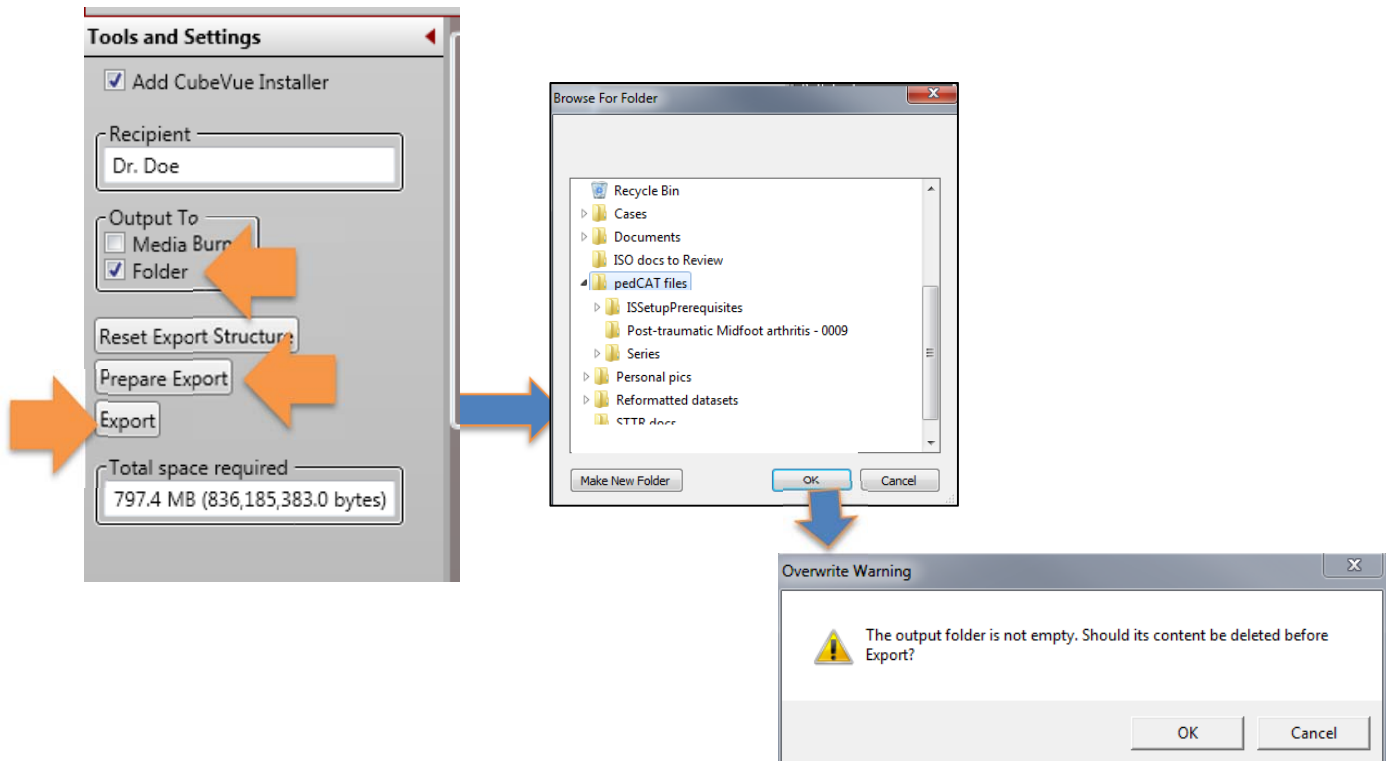 Tools and Settings
Add CubeVue Installer
Recipient
Dr. Doe
Output To
Media Burn
Folder
Reset Export Structure
Prepare Export
Export
Total space required
797.4 MB (836,185,383.0 bytes)
Browse For Folder
Recycle Bin
Cases
Documents
ISO docs to Review
pedCAT files
ISSetupPrerequisites
Post-traumatic Midfoot arthritis - 0009
Series
Personal pics
Reformatted datasets
STTR docs
Make New Folder
OK
Cancel
Overwrite Warning
The output folder is not empty. Should its content be deleted before
Export?
OK
Cancel